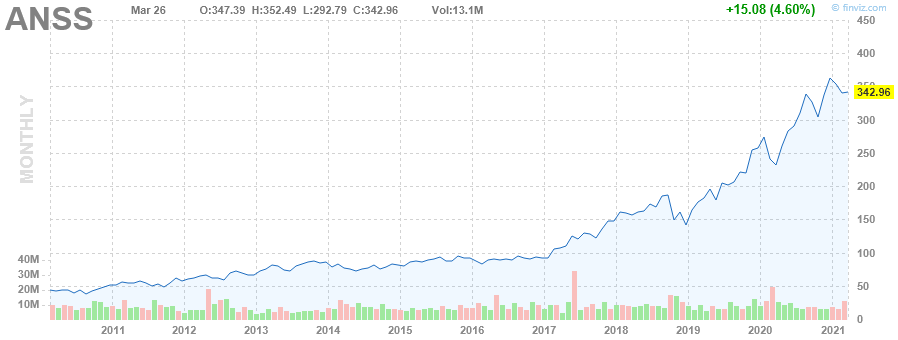 ANSS Mar 26 O:347.39 H:352.49 L:292.79 C:342.96 Vol:13.1M +15.08 (4.60%) © finviz.com
MONTHLY
450
400
350
342.96
300
250
200
150
100
50
0
40M
30M
20M
10M
2011 2012 2013 2014 2015 2016 2017 2018 2019 2020 2021